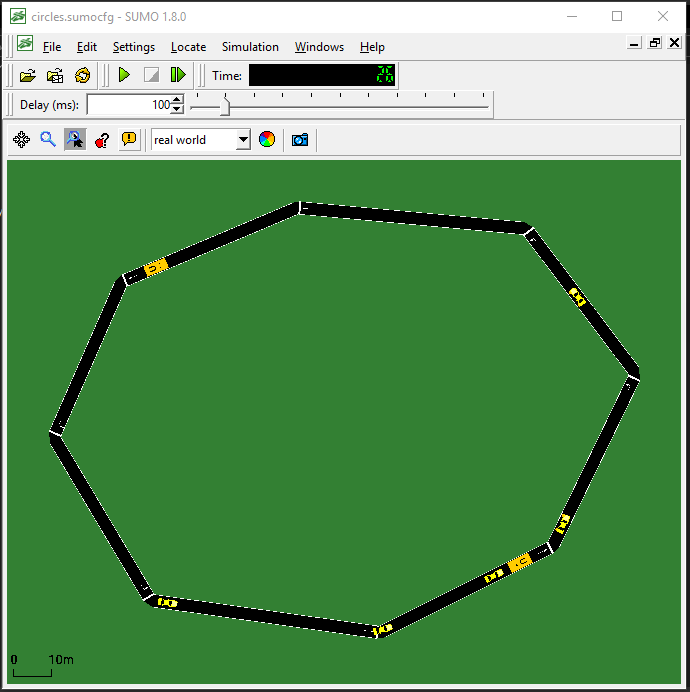 circles.sumocfg - SUMO 1.8.0
File Edit Settings Locate Simulation Windows Help
Time: 26
Delay (ms): 100
real world
0 10m